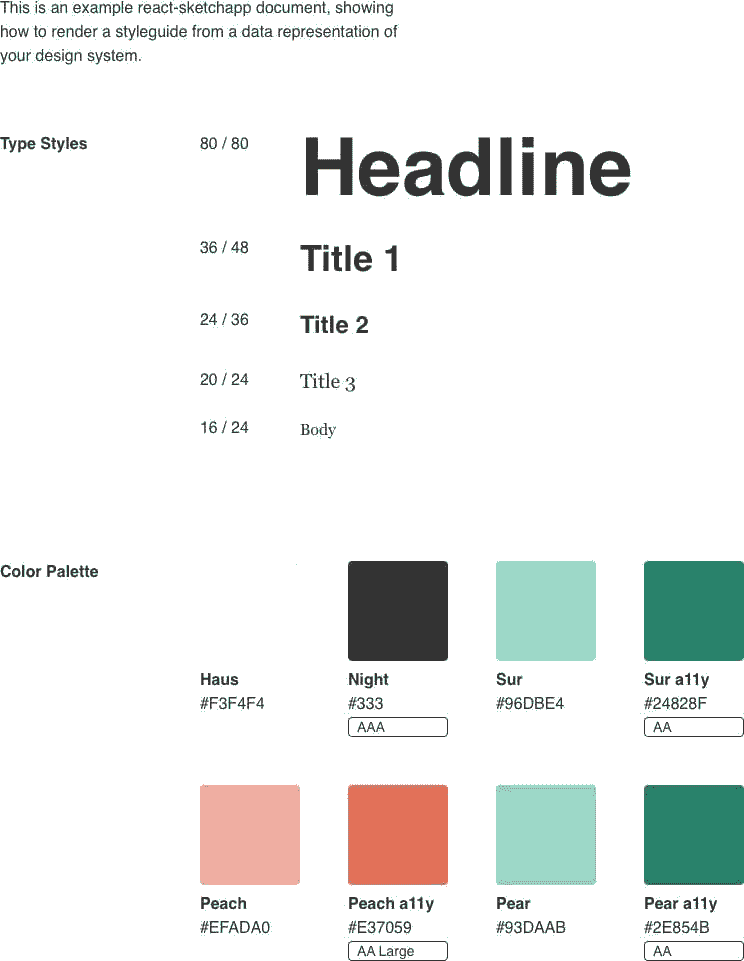 This is an example react-sketchapp document, showing
how to render a styleguide from a data representation of
your design system.
Type Styles
80 / 80
Headline
36 / 48
Title 1
24 / 36
Title 2
20 / 24
Title 3
16 / 24
Body
Color Palette
Haus
#F3F4F4
Night
#333
AAA
Sur
#96DBE4
Sur a11y
#24828F
AA
Peach
#EFADA0
Peach a11y
#E37059
AA Large
Pear
#93DAAB
Pear a11y
#2E854B
AA